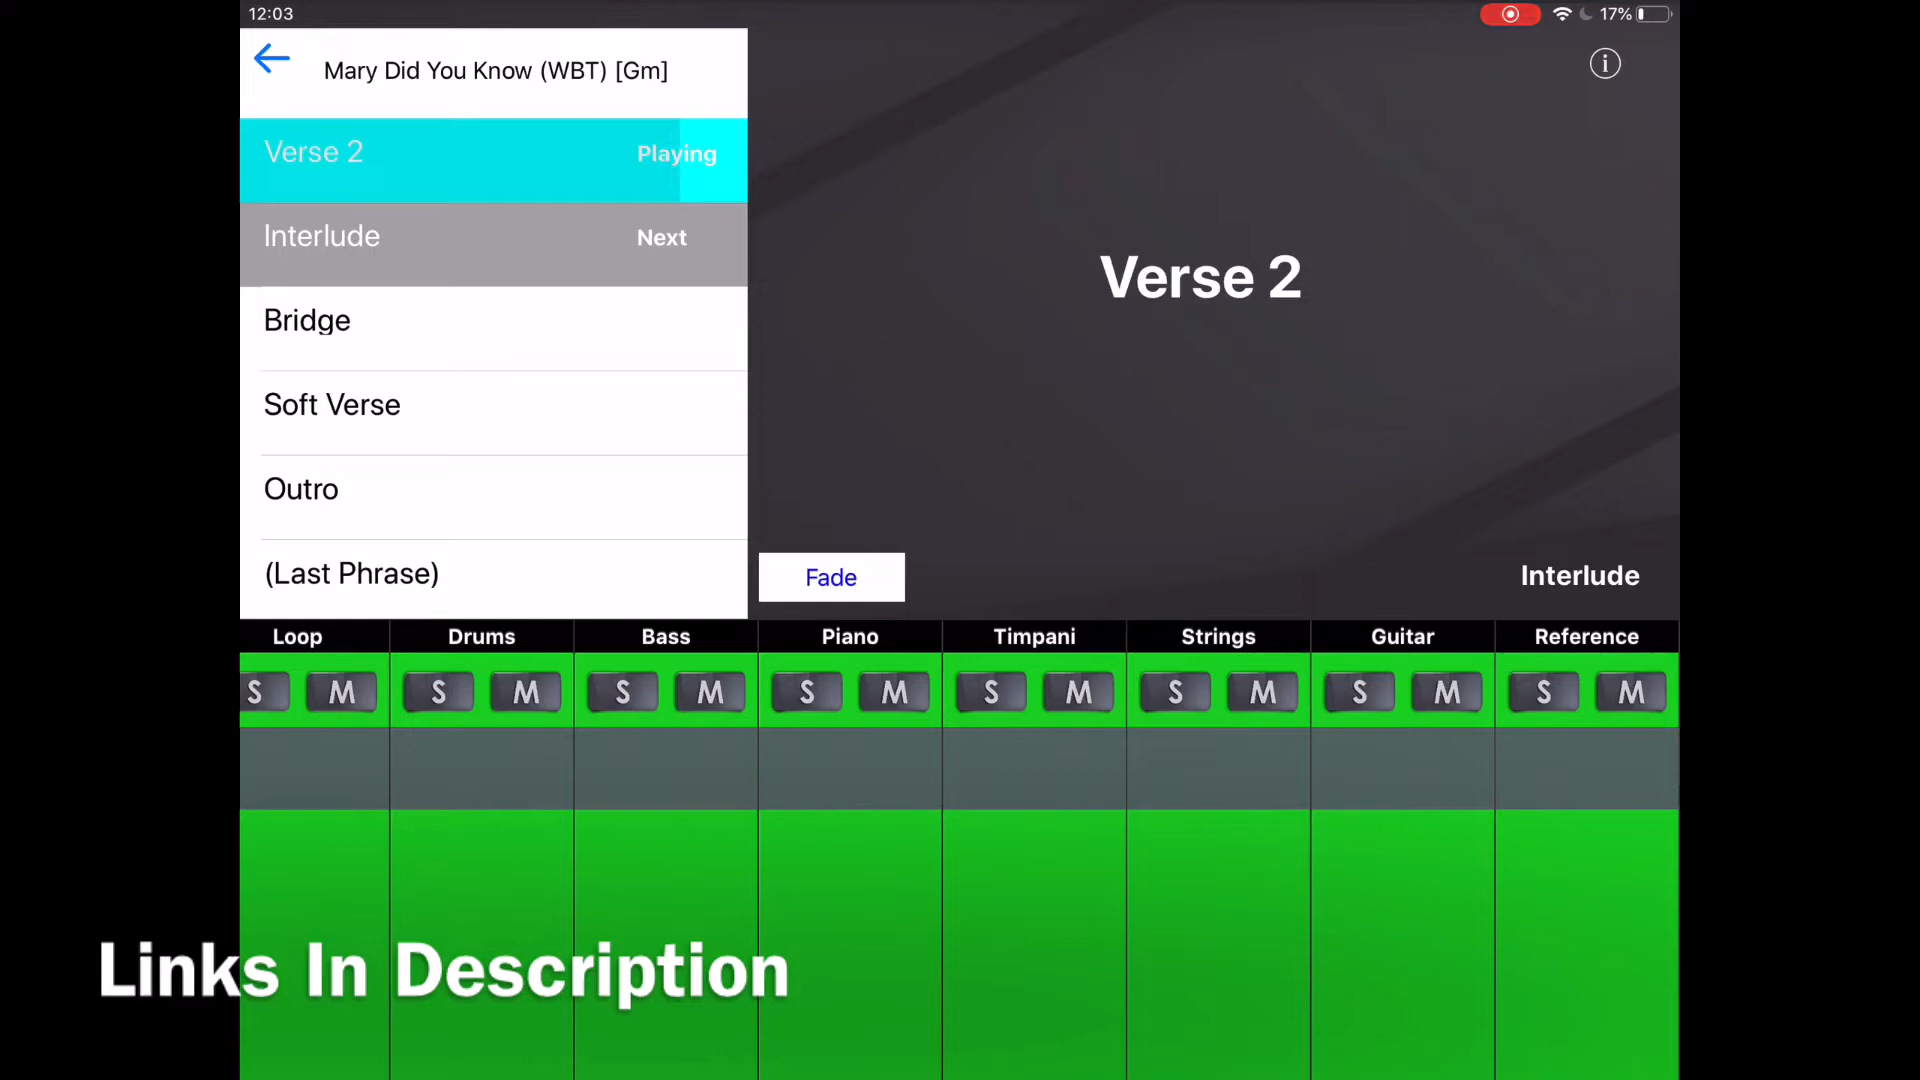 12:03
17%
Mary Did You Know (WBT) [Gm]
Verse 2 Playing
Interlude Next
Bridge
Soft Verse
Outro
(Last Phrase)
Verse 2
Fade
Interlude
Loop Drums Bass Piano Timpani Strings Guitar Reference
S M S M S M S M S M S M S M S M
Links In Description